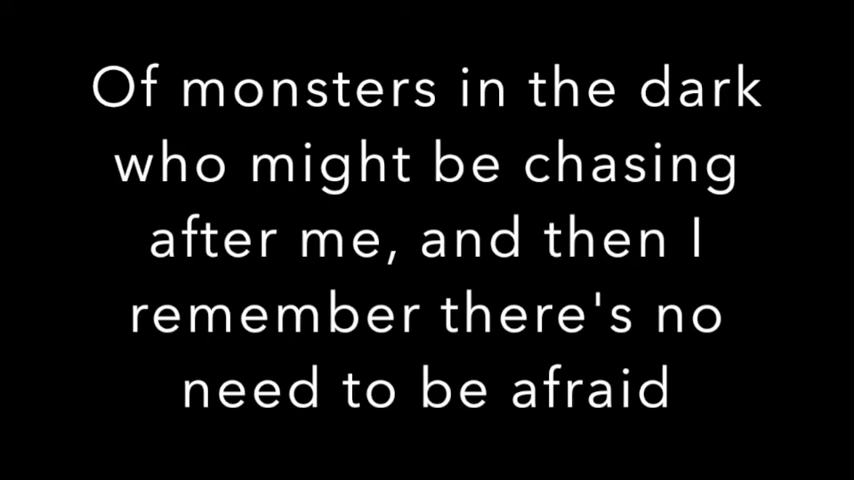 Of monsters in the dark
who might be chasing
after me, and then I
remember there's no
need to be afraid